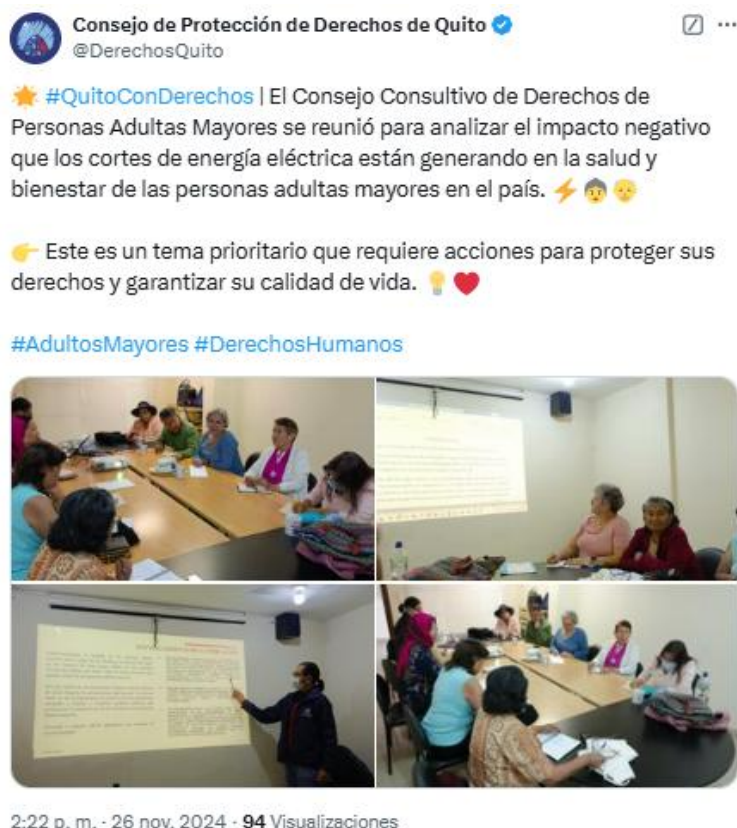 Consejo de Protección de Derechos de Quito
@DerechosQuito
#QuitoConDerechos | El Consejo Consultivo de Derechos de
Personas Adultas Mayores se reunió para analizar el impacto negativo
que los cortes de energía eléctrica están generando en la salud y
bienestar de las personas adultas mayores en el país.
Este es un tema prioritario que requiere acciones para proteger sus
derechos y garantizar su calidad de vida.
#AdultosMayores #DerechosHumanos
2:22 p. m. · 26 nov. 2024 · 94 Visualizaciones